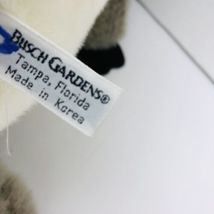 BUSCH GARDENS®
Tampa, Florida
Made in Korea